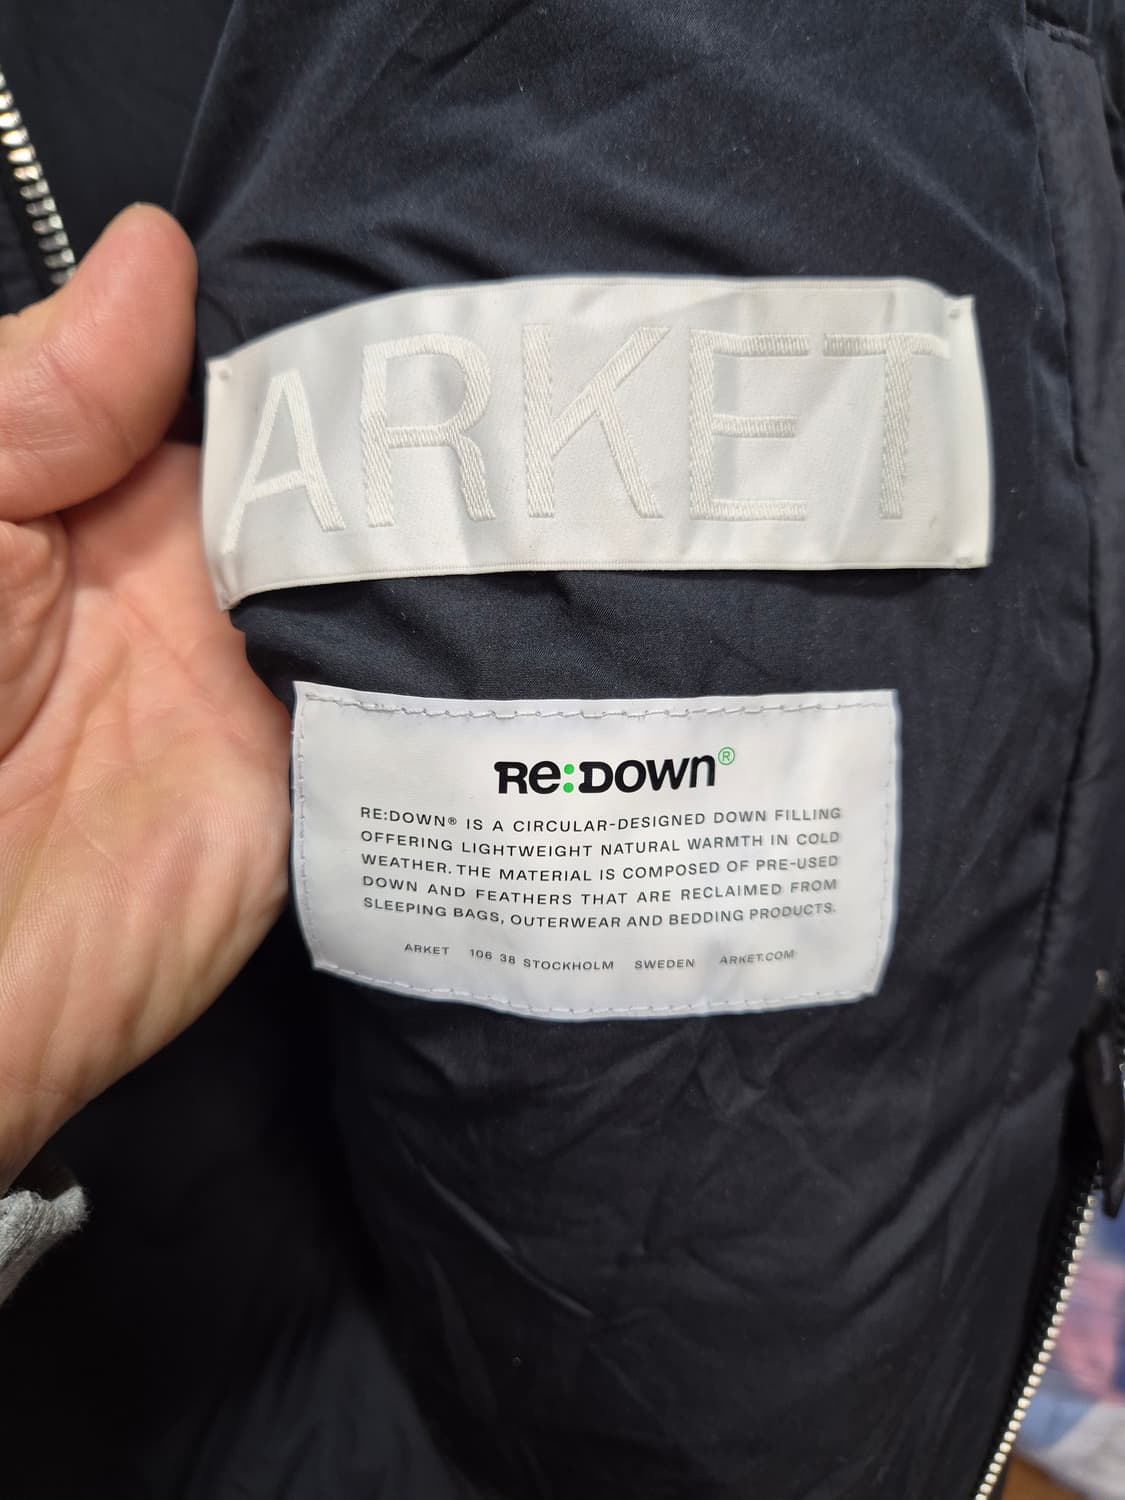 ARKET
Re:DOWN®
RE:DOWN® IS A CIRCULAR-DESIGNED DOWN FILLING
OFFERING LIGHTWEIGHT NATURAL WARMTH IN COLD
WEATHER. THE MATERIAL IS COMPOSED OF PRE-USED
DOWN AND FEATHERS THAT ARE RECLAIMED FROM
SLEEPING BAGS, OUTERWEAR AND BEDDING PRODUCTS.
ARKET 106 38 STOCKHOLM SWEDEN ARKET.COM